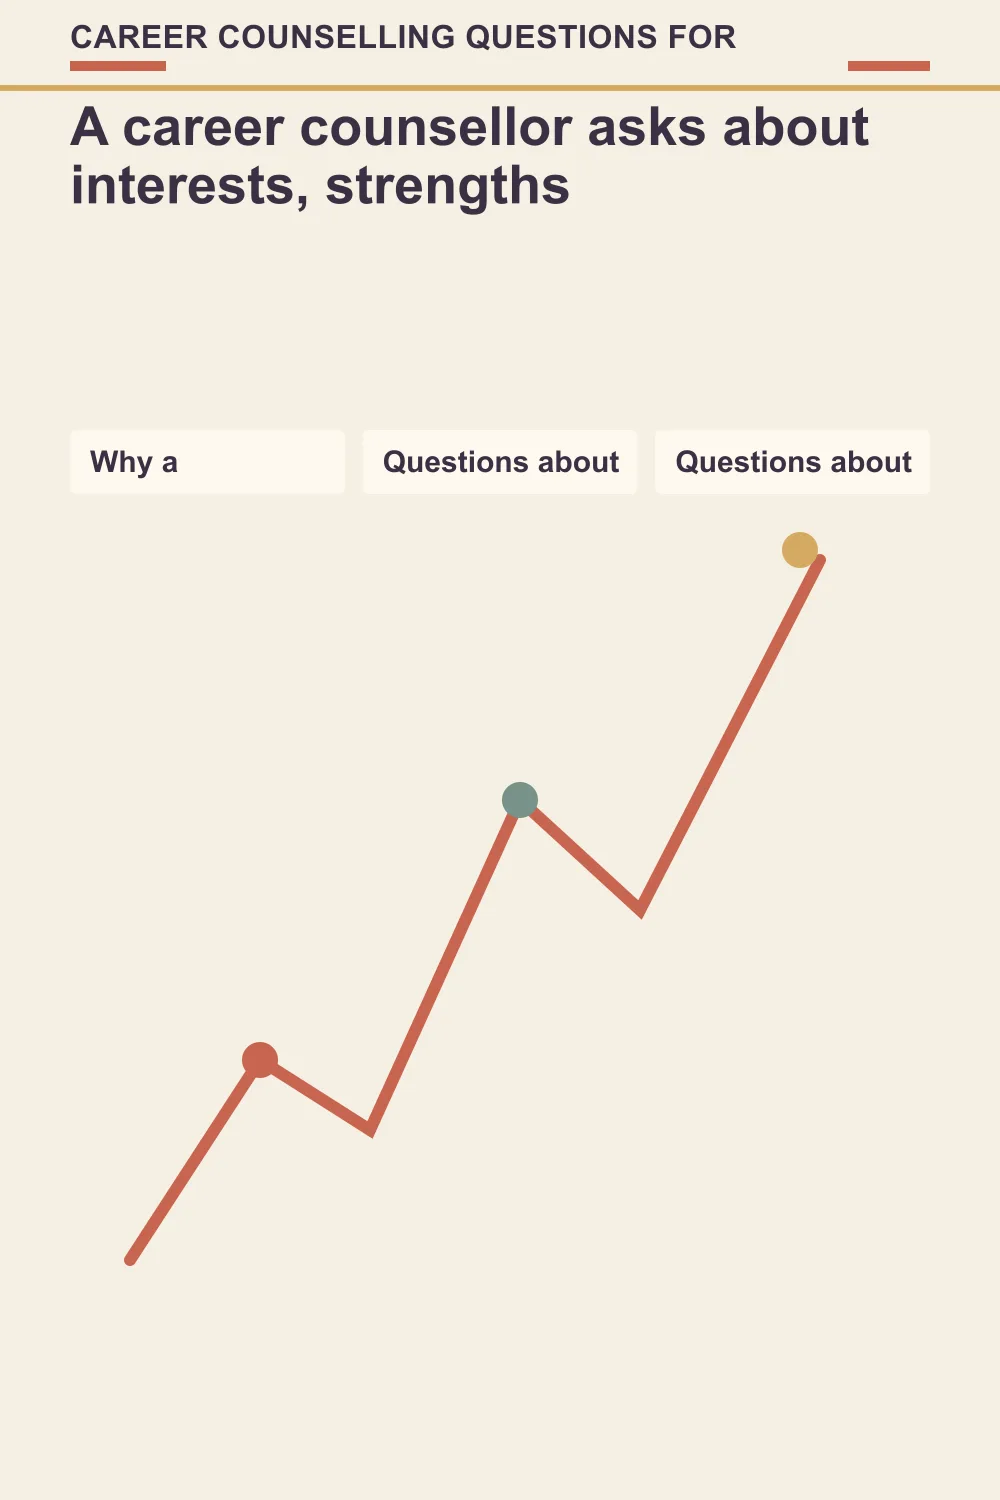 CAREER COUNSELLING QUESTIONS FOR
A career counsellor asks about
interests, strengths
Why a
Questions about
Questions about